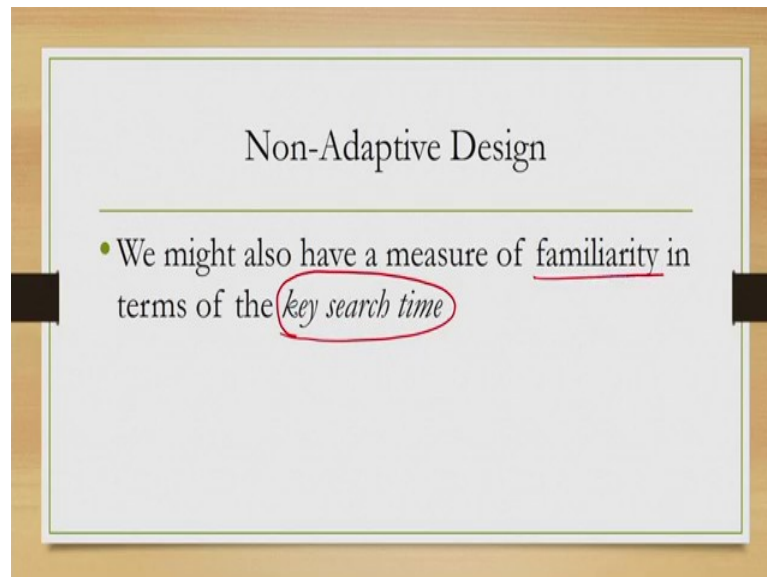 Non-Adaptive Design
• We might also have a measure of familiarity in
terms of the key search time